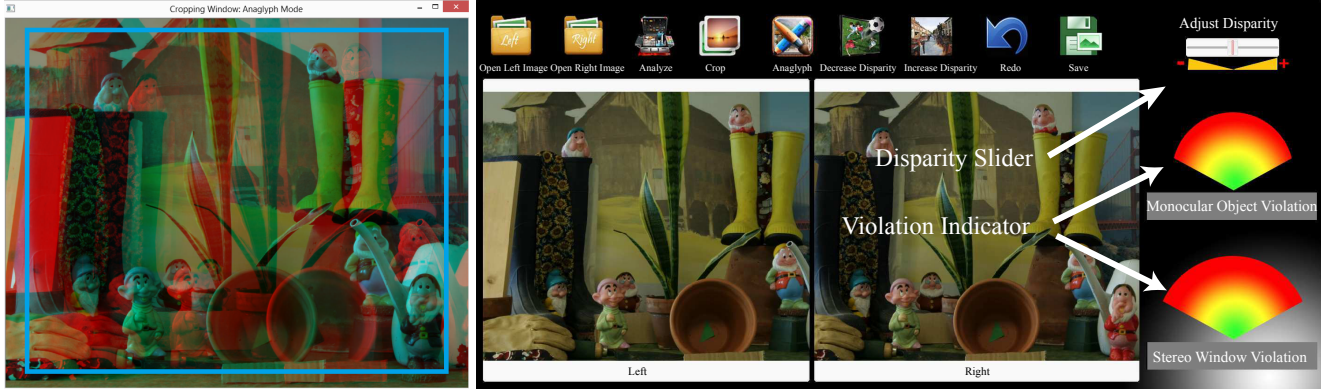 Cropping Window: Anaglyph Mode
Left
Right
Open Left Image Open Right Image Analyze Crop Anaglyph Decrease Disparity Increase Disparity Redo Save
Adjust Disparity
- +
Disparity Slider
Violation Indicator
Monocular Object Violation
Stereo Window Violation
Left Right